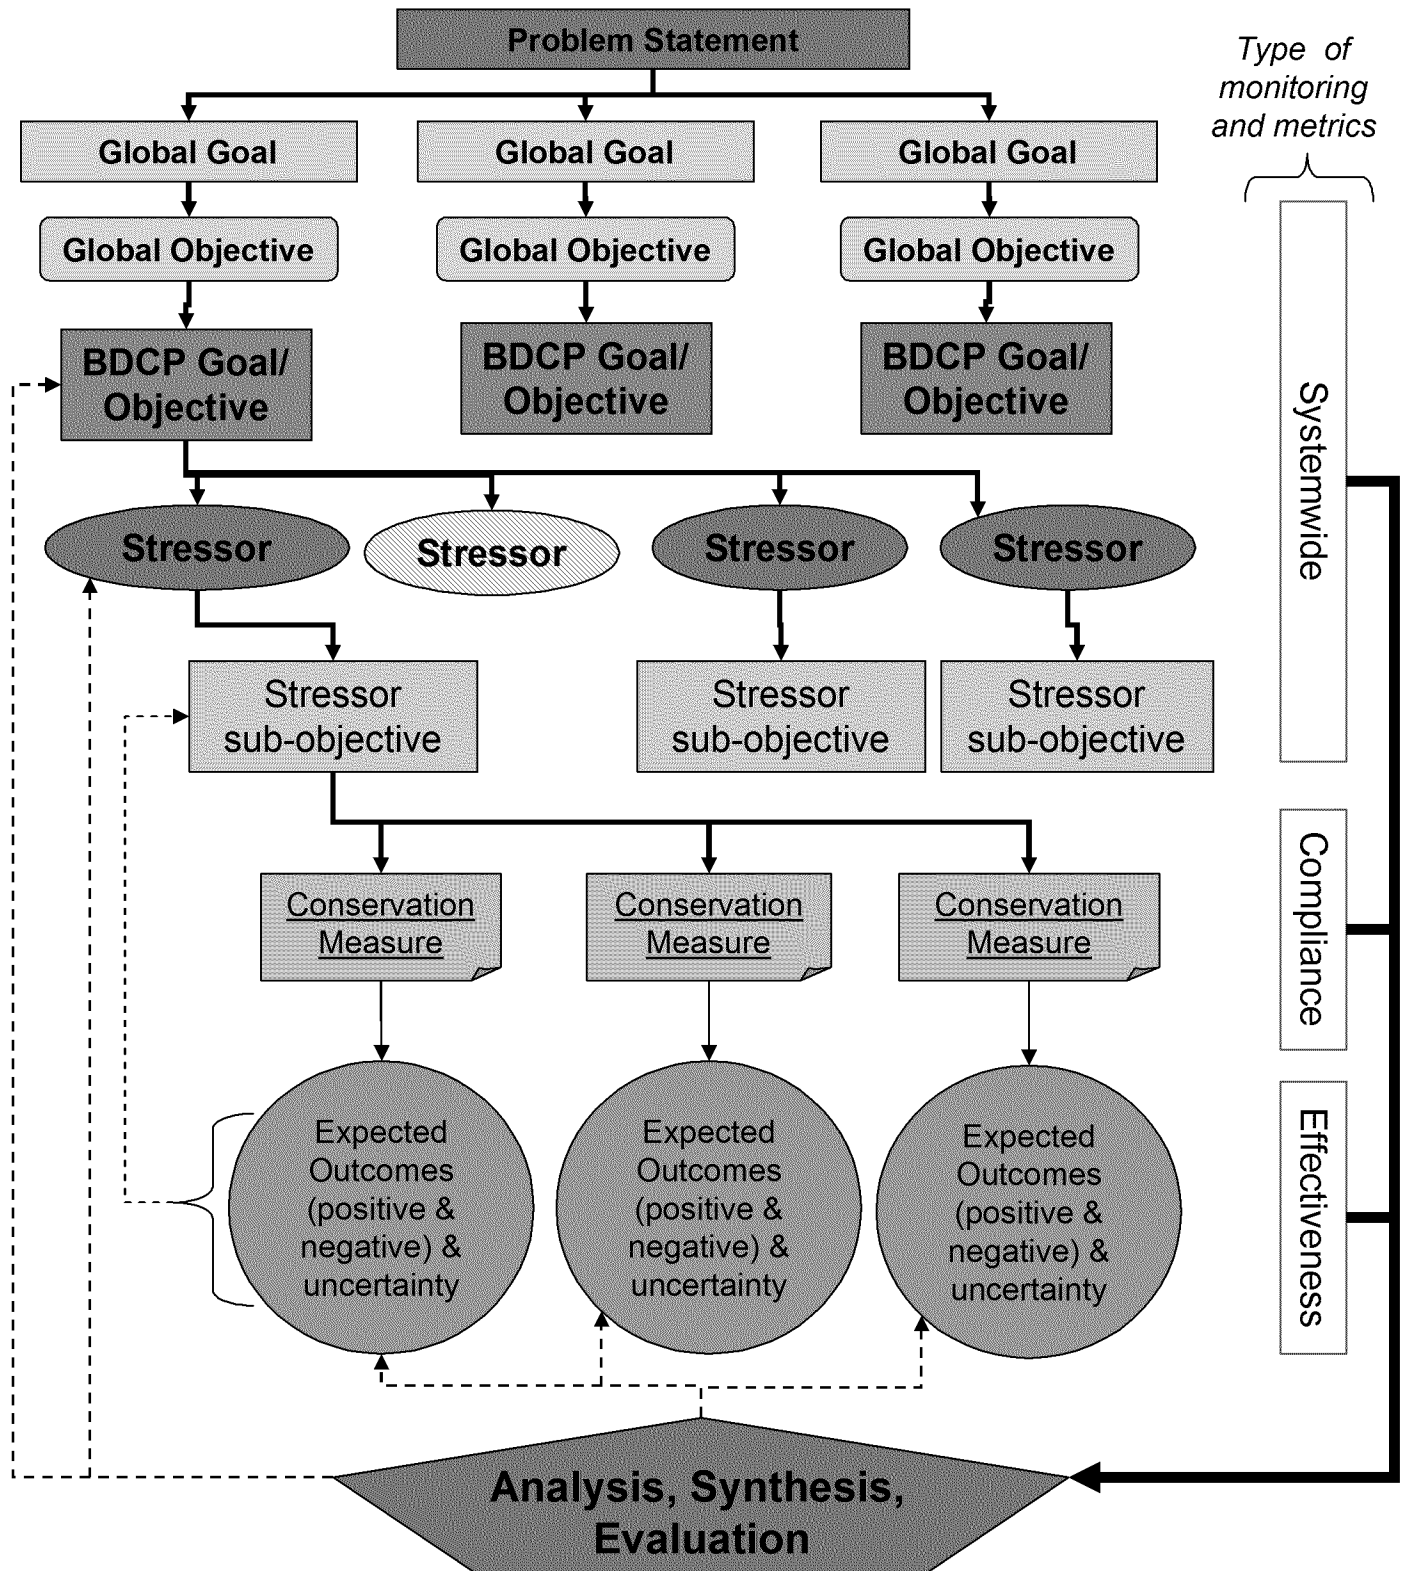 Problem Statement
Type of
monitoring
and metrics
Global Goal
Global Goal
Global Goal
Global Objective
Global Objective
Global Objective
BDCP Goal/
Objective
BDCP Goal/
Objective
BDCP Goal/
Objective
Systemwide
Stressor
Stressor
Stressor
Stressor
Stressor
sub-objective
Stressor
sub-objective
Stressor
sub-objective
Compliance
Conservation
Measure
Conservation
Measure
Conservation
Measure
Effectiveness
Expected
Outcomes
(positive &
negative) &
uncertainty
Expected
Outcomes
(positive &
negative) &
uncertainty
Expected
Outcomes
(positive &
negative) &
uncertainty
Analysis, Synthesis,
Evaluation